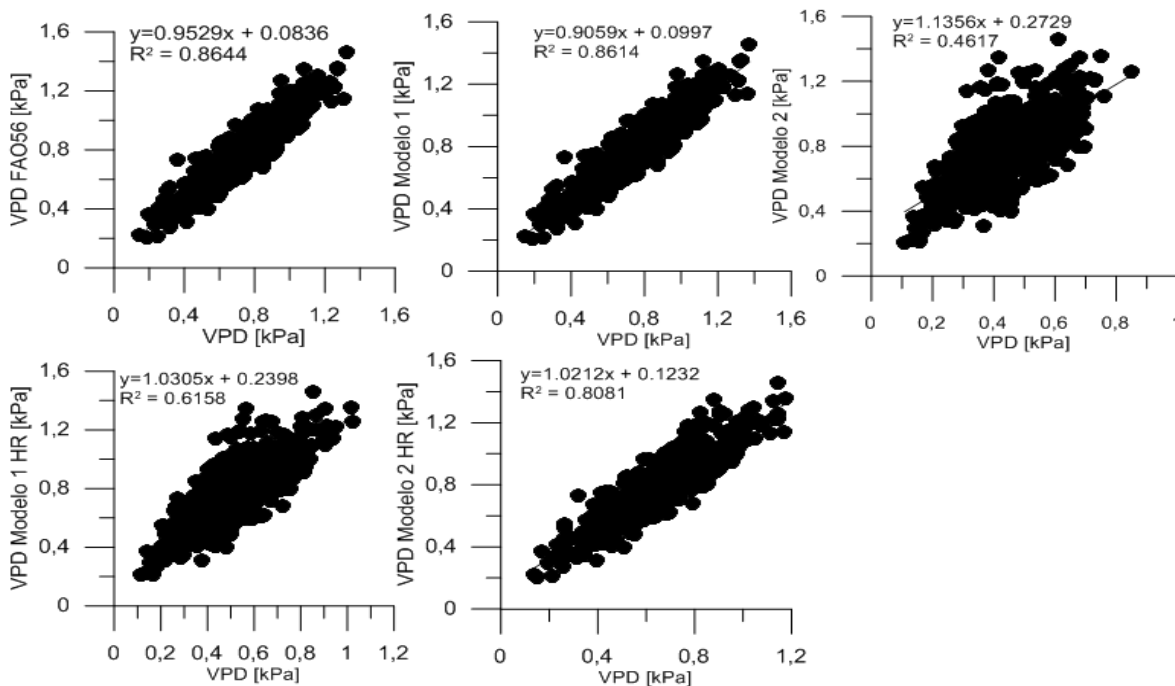 y=0.9529x + 0.0836
R² = 0.8644
VPD FAO56 [kPa]
1,6
1,2
0,8
0,4
0
0 0,4 0,8 1,2 1,6
VPD [kPa]
y=0.9059x + 0.0997
R² = 0.8614
VPD Modelo 1 [kPa]
1,6
1,2
0,8
0,4
0
0 0,4 0,8 1,2 1,6
VPD [kPa]
y=1.1356x + 0.2729
R² = 0.4617
VPD Modelo 2 [kPa]
1,6
1,2
0,8
0,4
0
0 0,2 0,4 0,6 0,8
VPD [kPa]
y=1.0305x + 0.2398
R² = 0.6158
VPD Modelo 1 HR [kPa]
1,6
1,2
0,8
0,4
0
0 0,2 0,4 0,6 0,8 1 1,2
VPD [kPa]
y=1.0212x + 0.1232
R² = 0.8081
VPD Modelo 2 HR [kPa]
1,6
1,2
0,8
0,4
0
0 0,4 0,8 1,2
VPD [kPa]